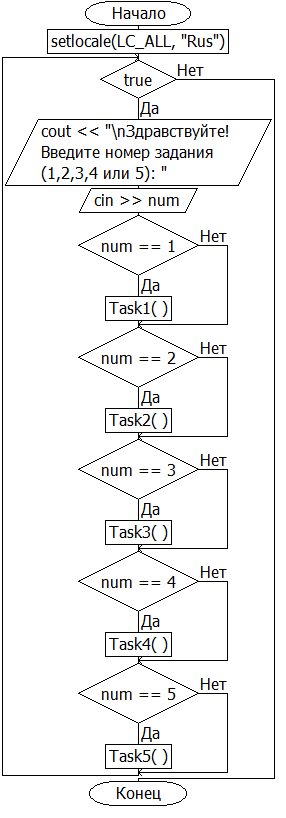 Начало
setlocale(LC_ALL, "Rus")
true
Нет
Да
cout << "\nЗдравствуйте!
Введите номер задания
(1,2,3,4 или 5): "
cin >> num
num == 1
Нет
Да
Task1( )
num == 2
Нет
Да
Task2( )
num == 3
Нет
Да
Task3( )
num == 4
Нет
Да
Task4( )
num == 5
Нет
Да
Task5( )
Конец